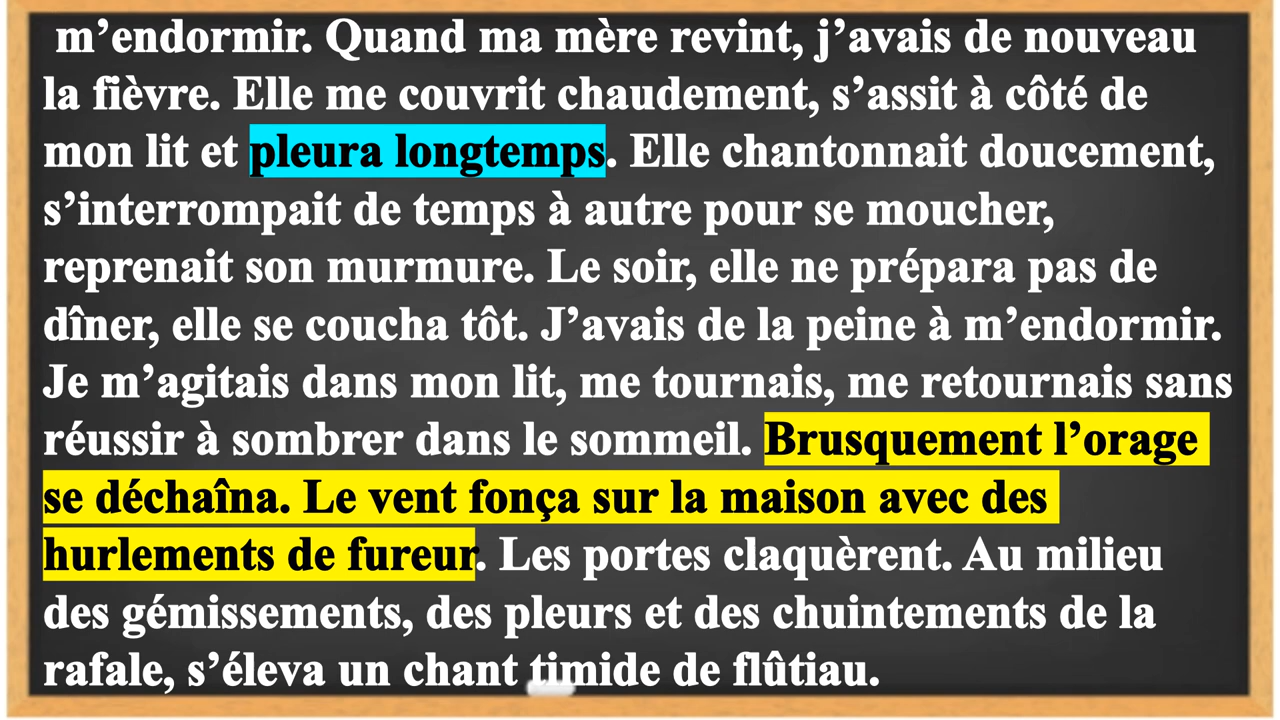 m’endormir. Quand ma mère revint, j’avais de nouveau
la fièvre. Elle me couvrit chaudement, s’assit à côté de
mon lit et pleura longtemps. Elle chantonnait doucement,
s’interrompait de temps à autre pour se moucher,
reprenait son murmure. Le soir, elle ne prépara pas de
dîner, elle se coucha tôt. J’avais de la peine à m’endormir.
Je m’agitais dans mon lit, me tournais, me retournais sans
réussir à sombrer dans le sommeil. Brusquement l’orage
se déchaîna. Le vent fonça sur la maison avec des
hurlements de fureur. Les portes claquèrent. Au milieu
des gémissements, des pleurs et des chuintements de la
rafale, s’éleva un chant timide de flûtiau.